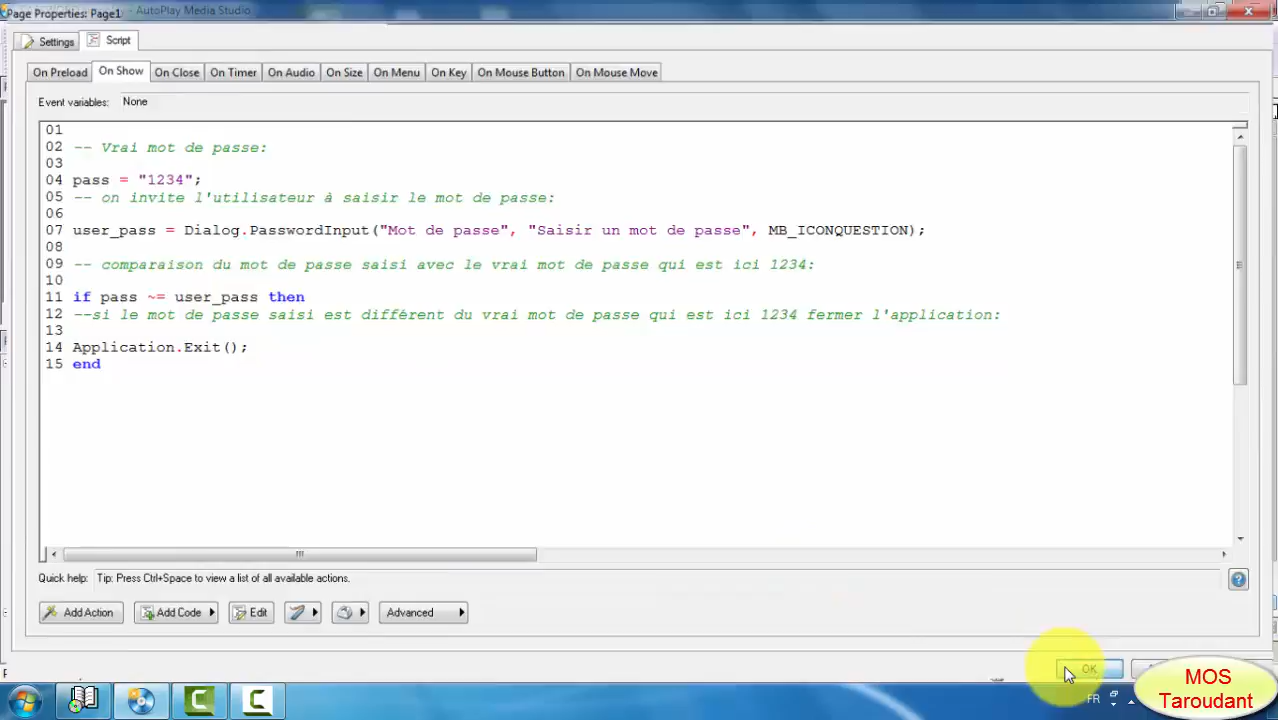 Page Properties: Page1
AutoPlay Media Studio
Settings
Script
On Preload
On Show
On Close
On Timer
On Audio
On Size
On Menu
On Key
On Mouse Button
On Mouse Move
Event variables: None
01
02 -- Vrai mot de passe:
03
04 pass = "1234";
05 -- on invite l'utilisateur à saisir le mot de passe:
06
07 user_pass = Dialog.PasswordInput("Mot de passe", "Saisir un mot de passe", MB_ICONQUESTION);
08
09 -- comparaison du mot de passe saisi avec le vrai mot de passe qui est ici 1234:
10
11 if pass ~= user_pass then
12 --si le mot de passe saisi est différent du vrai mot de passe qui est ici 1234 fermer l'application:
13
14 Application.Exit();
15 end
Quick help: Tip: Press Ctrl+Space to view a list of all available actions.
Add Action
Add Code
Edit
Advanced
OK
FR
MOS
Taroudant